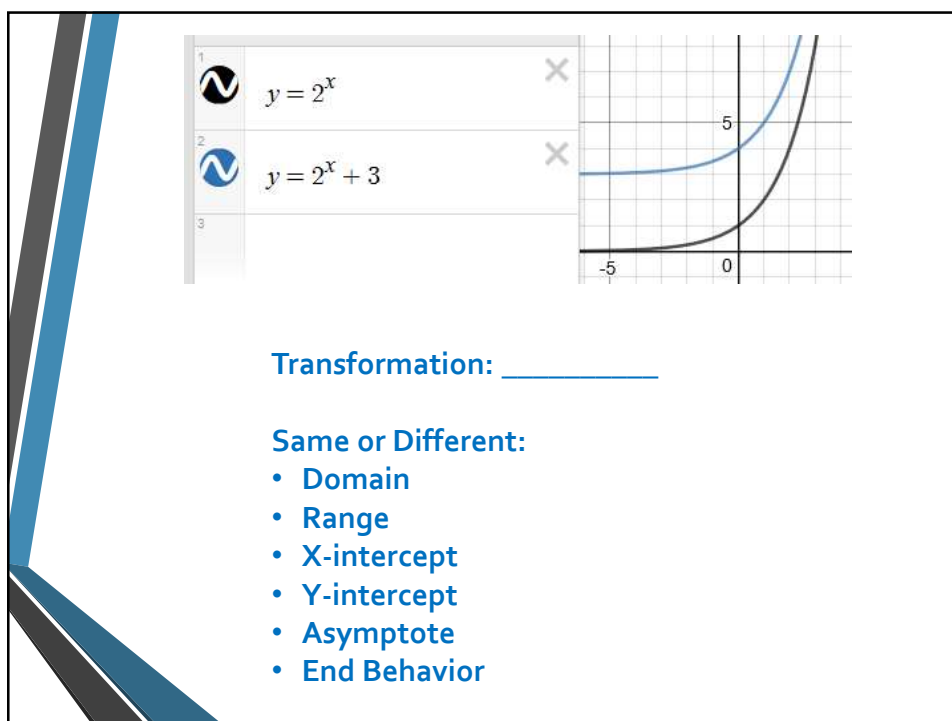 1
y = 2^x
2
y = 2^x + 3
3
5
-5
0
Transformation: __________
Same or Different:
• Domain
• Range
• X-intercept
• Y-intercept
• Asymptote
• End Behavior